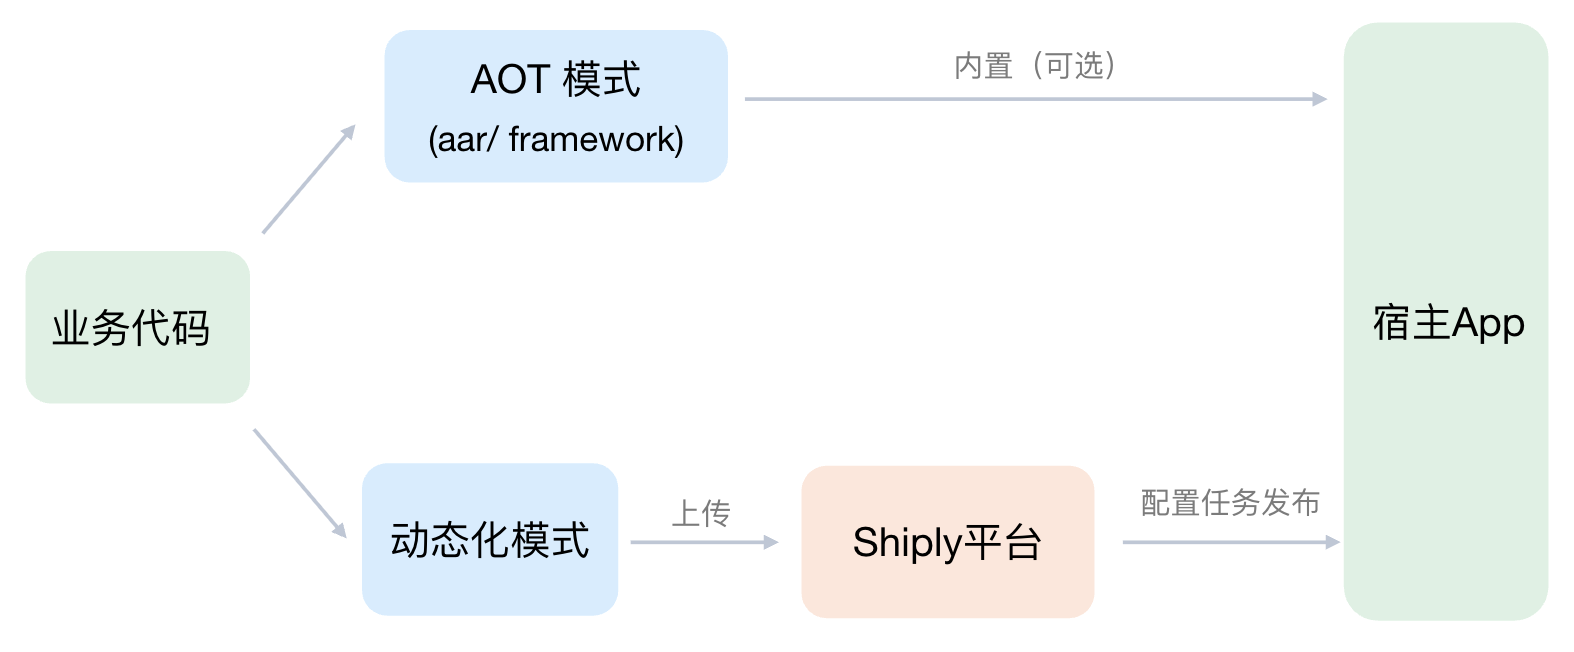 AOT 模式
(aar/ framework)
内置（可选）
业务代码
宿主App
动态化模式
上传
Shiply平台
配置任务发布